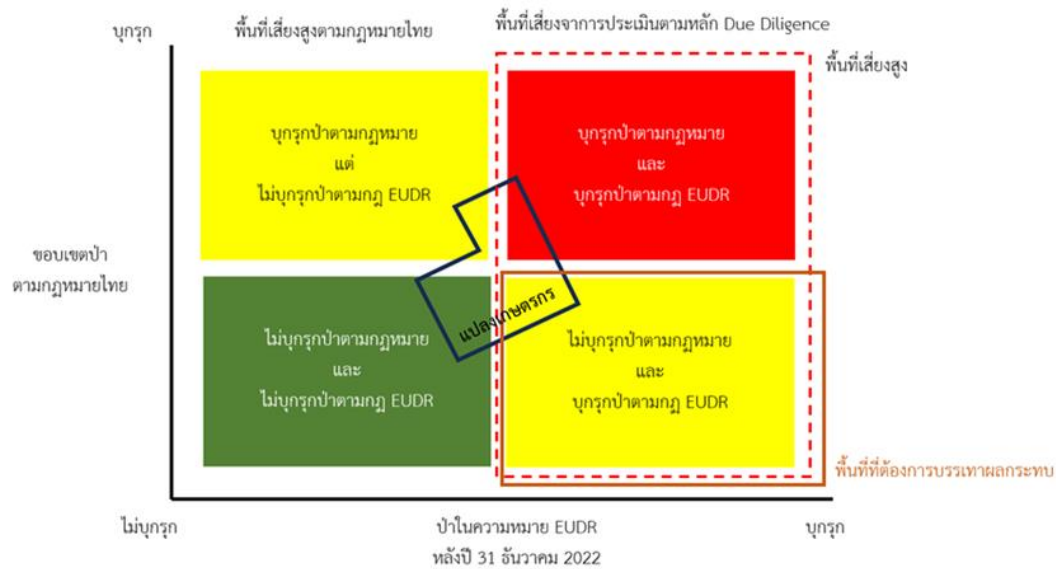 บุกรุก
พื้นที่เสี่ยงสูงตามกฎหมายไทย
พื้นที่เสี่ยงจาการประเมินตามหลัก Due Diligence
พื้นที่เสี่ยงสูง
บุกรุกป่าตามกฎหมาย
แต่
ไม่บุกรุกป่าตามกฎ EUDR
บุกรุกป่าตามกฎหมาย
และ
บุกรุกป่าตามกฎ EUDR
ขอบเขตป่า
ตามกฎหมายไทย
แปลงเกษตรกร
ไม่บุกรุกป่าตามกฎหมาย
และ
ไม่บุกรุกป่าตามกฎ EUDR
ไม่บุกรุกป่าตามกฎหมาย
และ
บุกรุกป่าตามกฎ EUDR
พื้นที่ที่ต้องการบรรเทาผลกระทบ
ไม่บุกรุก
ป่าในความหมาย EUDR
บุกรุก
หลังปี 31 ธันวาคม 2022